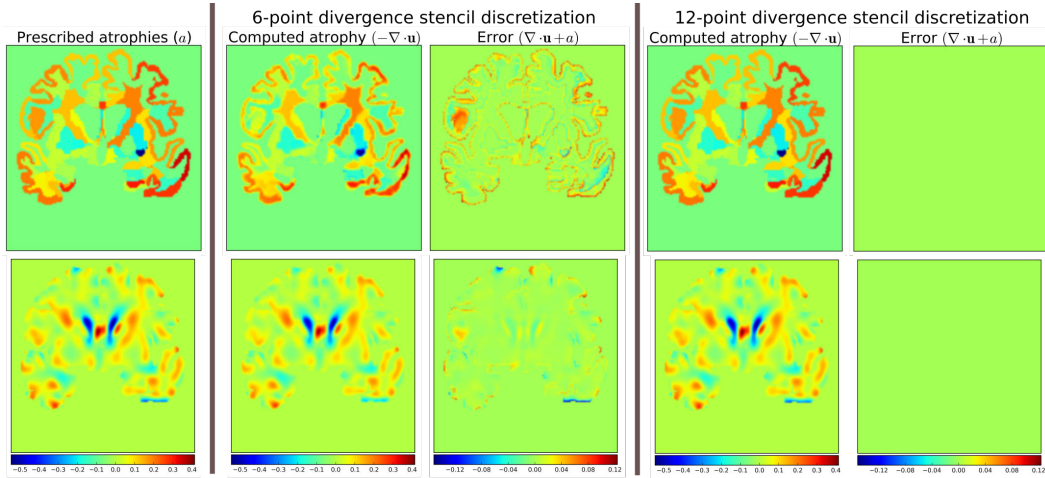 6-point divergence stencil discretization
12-point divergence stencil discretization
Prescribed atrophies (a)
Computed atrophy (−∇·u)
Error (∇·u+a)
Computed atrophy (−∇·u)
Error (∇·u+a)
−0.5 −0.4 −0.3 −0.2 −0.1 0.0 0.1 0.2 0.3 0.4
−0.5 −0.4 −0.3 −0.2 −0.1 0.0 0.1 0.2 0.3 0.4
−0.12 −0.08 −0.04 0.00 0.04 0.08 0.12
−0.5 −0.4 −0.3 −0.2 −0.1 0.0 0.1 0.2 0.3 0.4
−0.12 −0.08 −0.04 0.00 0.04 0.08 0.12